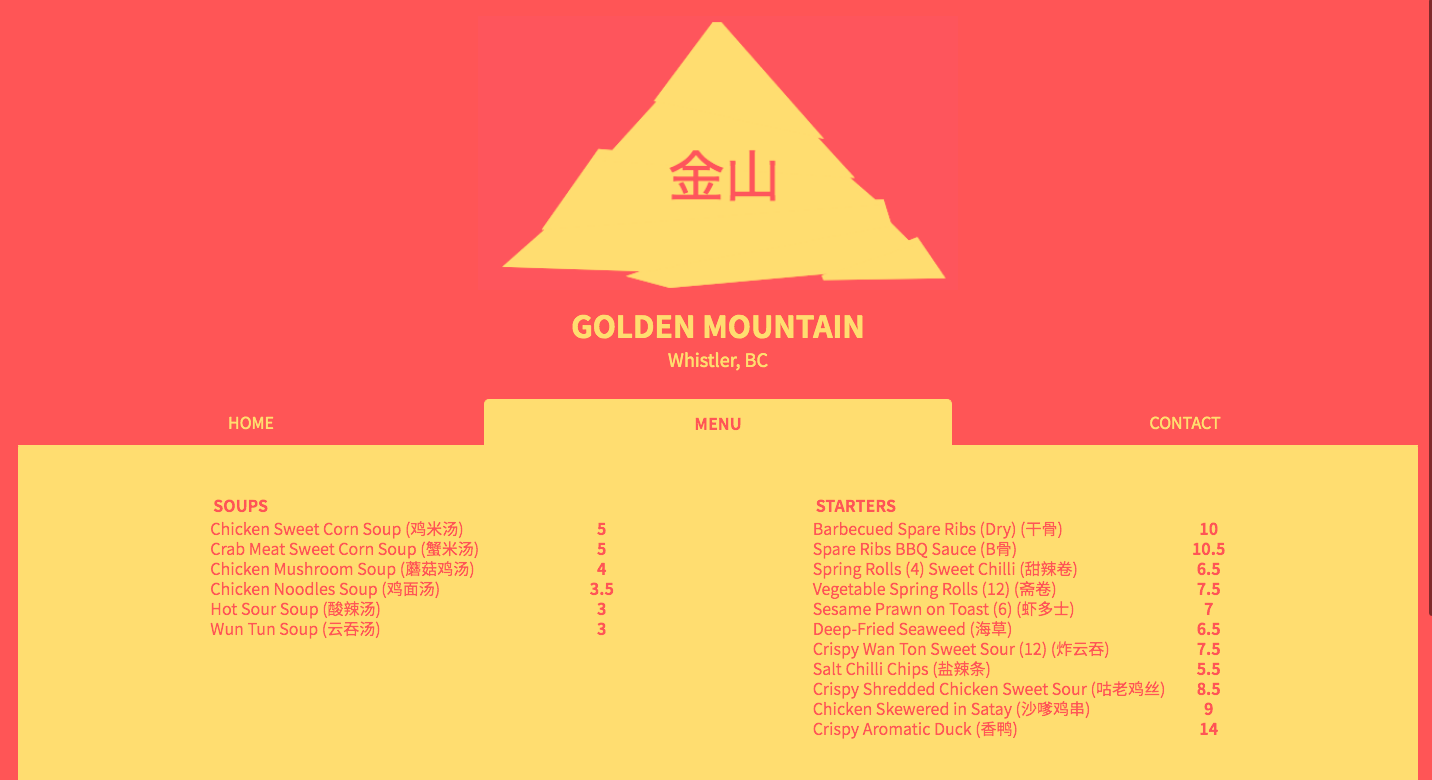 金山
GOLDEN MOUNTAIN
Whistler, BC
HOME
MENU
CONTACT
SOUPS
Chicken Sweet Corn Soup (鸡米汤) 5
Crab Meat Sweet Corn Soup (蟹米汤) 5
Chicken Mushroom Soup (蘑菇鸡汤) 4
Chicken Noodles Soup (鸡面汤) 3.5
Hot Sour Soup (酸辣汤) 3
Wun Tun Soup (云吞汤) 3
STARTERS
Barbecued Spare Ribs (Dry) (干骨) 10
Spare Ribs BBQ Sauce (B骨) 10.5
Spring Rolls (4) Sweet Chilli (甜辣卷) 6.5
Vegetable Spring Rolls (12) (斋卷) 7.5
Sesame Prawn on Toast (6) (虾多士) 7
Deep-Fried Seaweed (海草) 6.5
Crispy Wan Ton Sweet Sour (12) (炸云吞) 7.5
Salt Chilli Chips (盐辣条) 5.5
Crispy Shredded Chicken Sweet Sour (咕老鸡丝) 8.5
Chicken Skewered in Satay (沙嗲鸡串) 9
Crispy Aromatic Duck (香鸭) 14